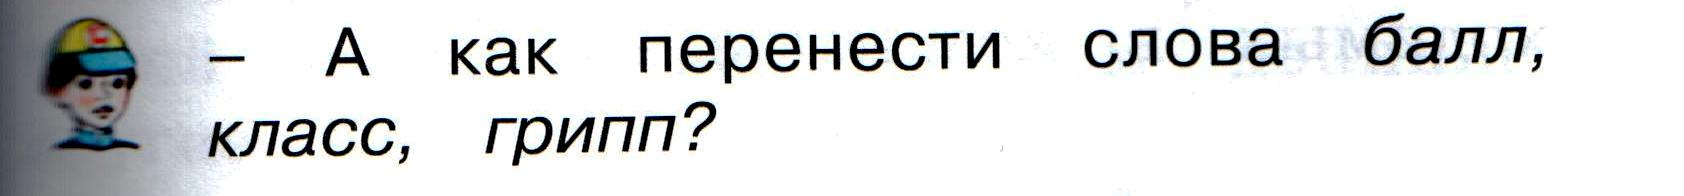 – А как перенести слова балл,
класс, грипп?